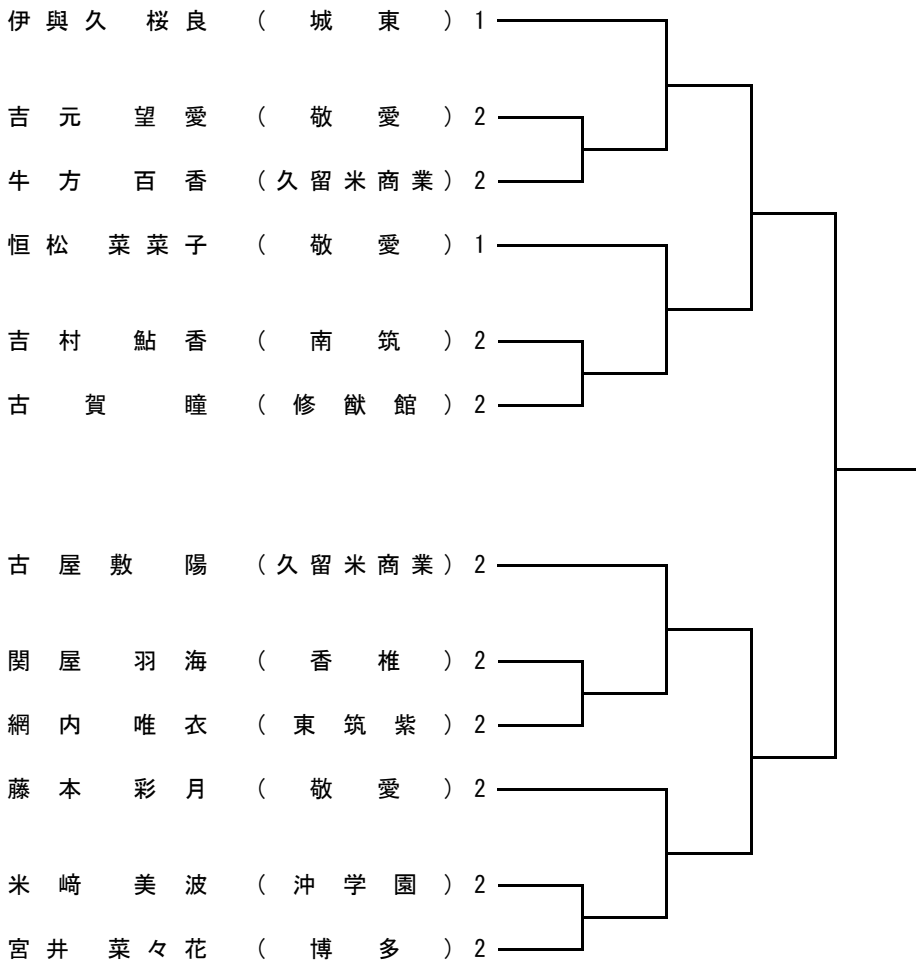 伊與久 桜良 (城東) 1
吉元 望愛 (敬愛) 2
牛方 百香 (久留米商業) 2
恒松 菜菜子 (敬愛) 1
吉村 鮎香 (南筑) 2
古賀 瞳 (修猷館) 2
古屋敷 陽 (久留米商業) 2
関屋 羽海 (香椎) 2
網内 唯衣 (東筑紫) 2
藤本 彩月 (敬愛) 2
米﨑 美波 (沖学園) 2
宮井 菜々花 (博多) 2